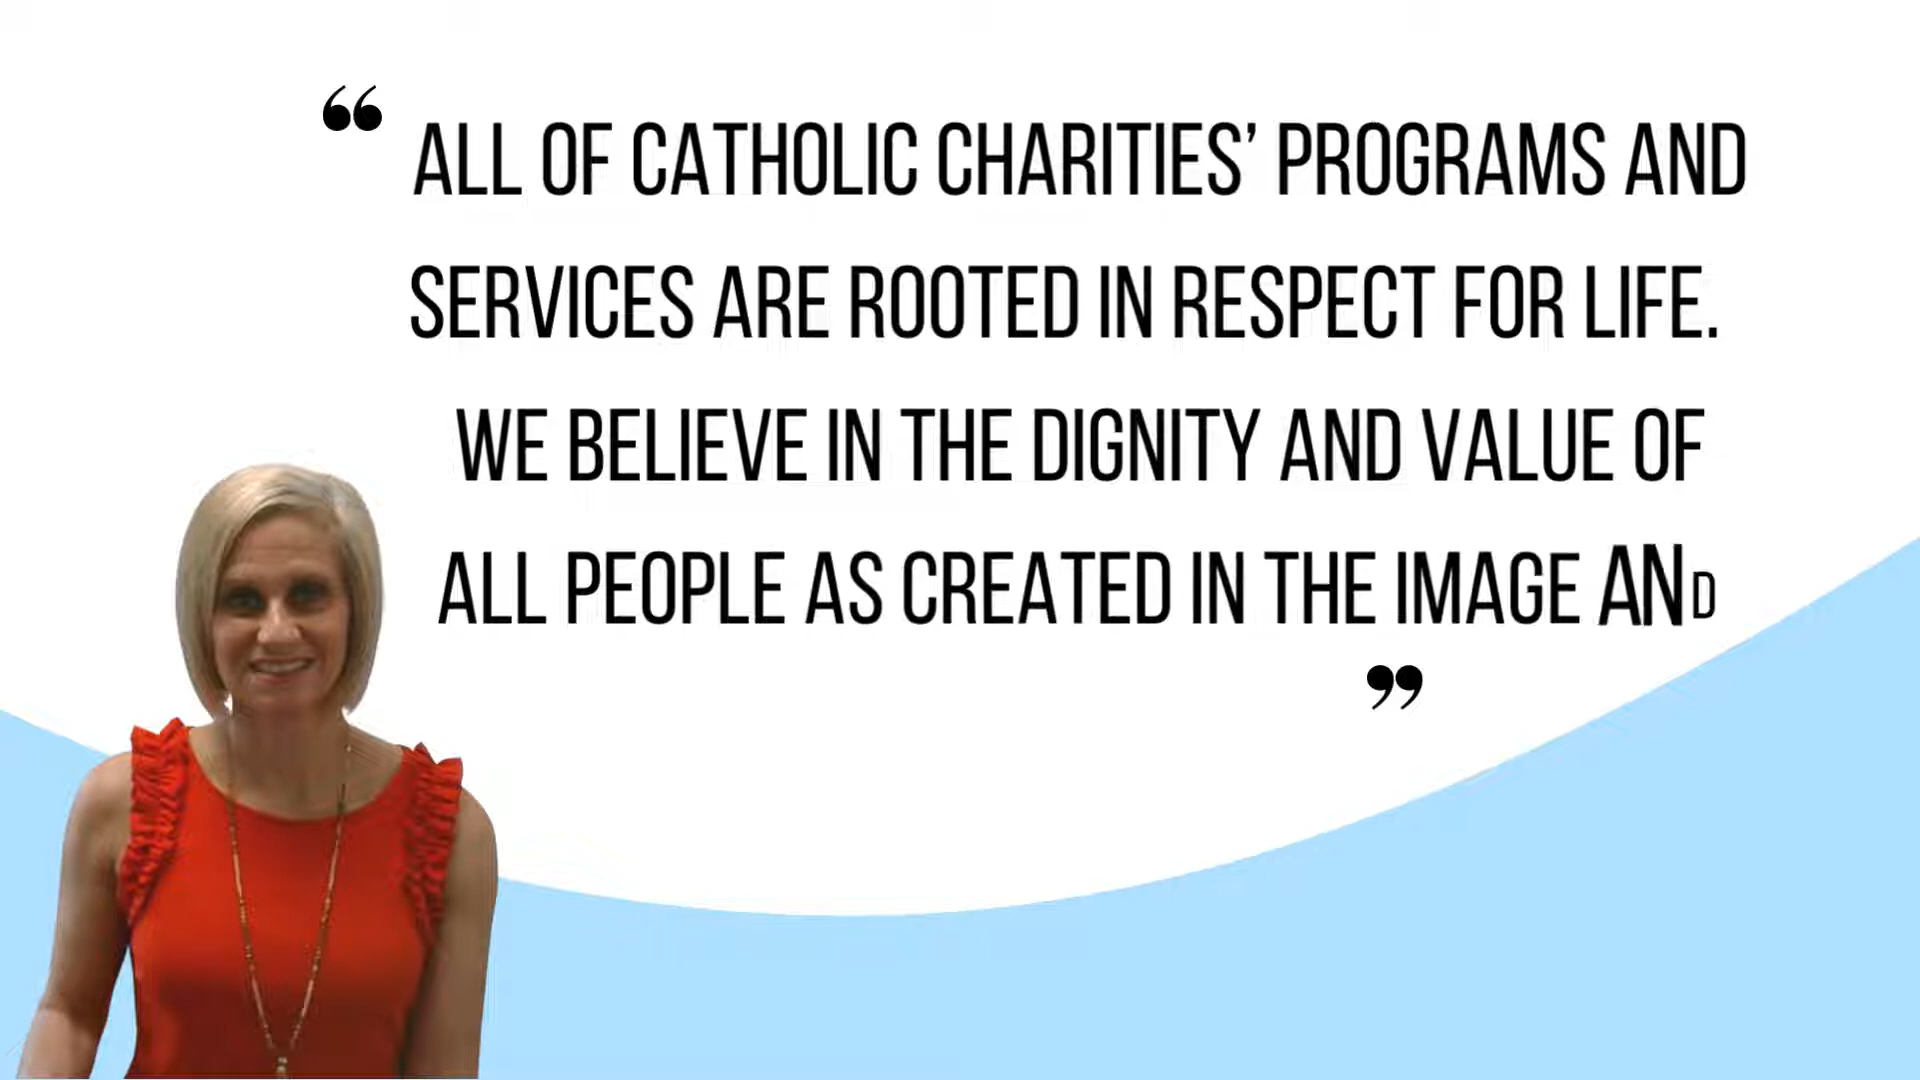 “ ALL OF CATHOLIC CHARITIES’ PROGRAMS AND
SERVICES ARE ROOTED IN RESPECT FOR LIFE.
WE BELIEVE IN THE DIGNITY AND VALUE OF
ALL PEOPLE AS CREATED IN THE IMAGE AND
”